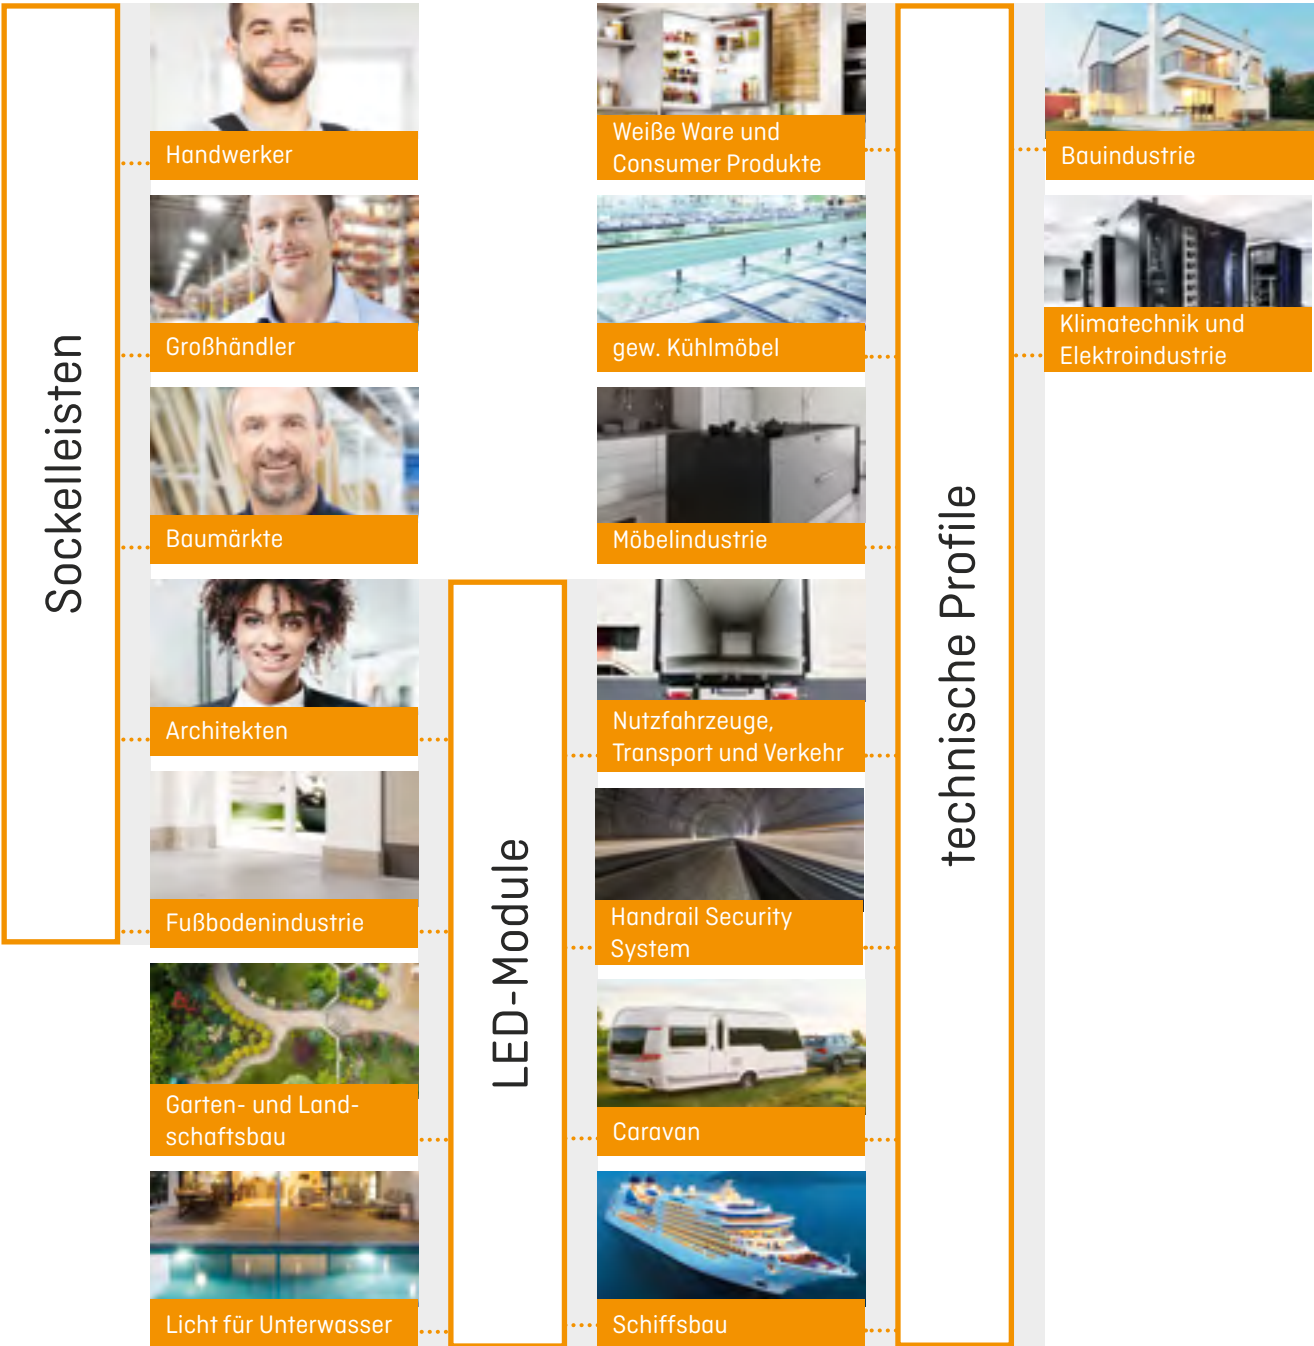 Sockelleisten
Handwerker
Großhändler
Baumärkte
Architekten
Fußbodenindustrie
Garten- und Land-
schaftsbau
Licht für Unterwasser
LED-Module
Weiße Ware und
Consumer Produkte
gew. Kühlmöbel
Möbelindustrie
Nutzfahrzeuge,
Transport und Verkehr
Handrail Security
System
Caravan
Schiffsbau
technische Profile
Bauindustrie
Klimatechnik und
Elektroindustrie